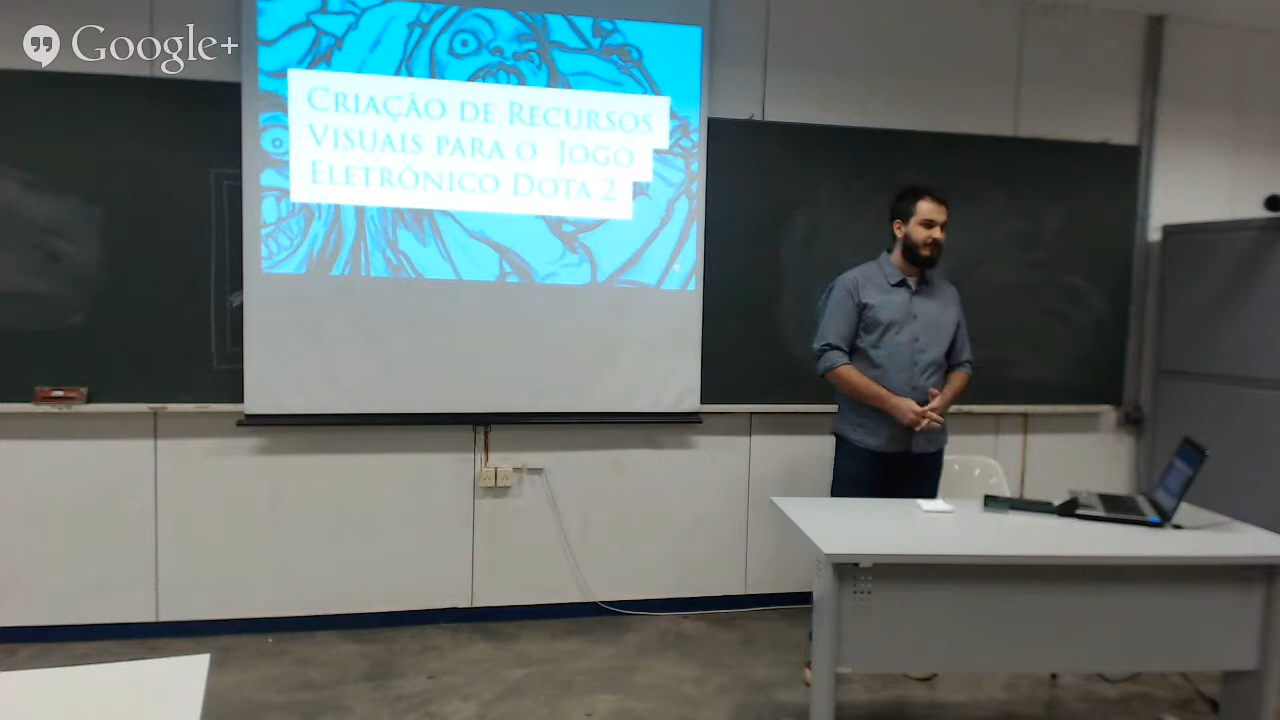 Google+
Criação de Recursos
Visuais para o Jogo
Eletrônico Dota 2